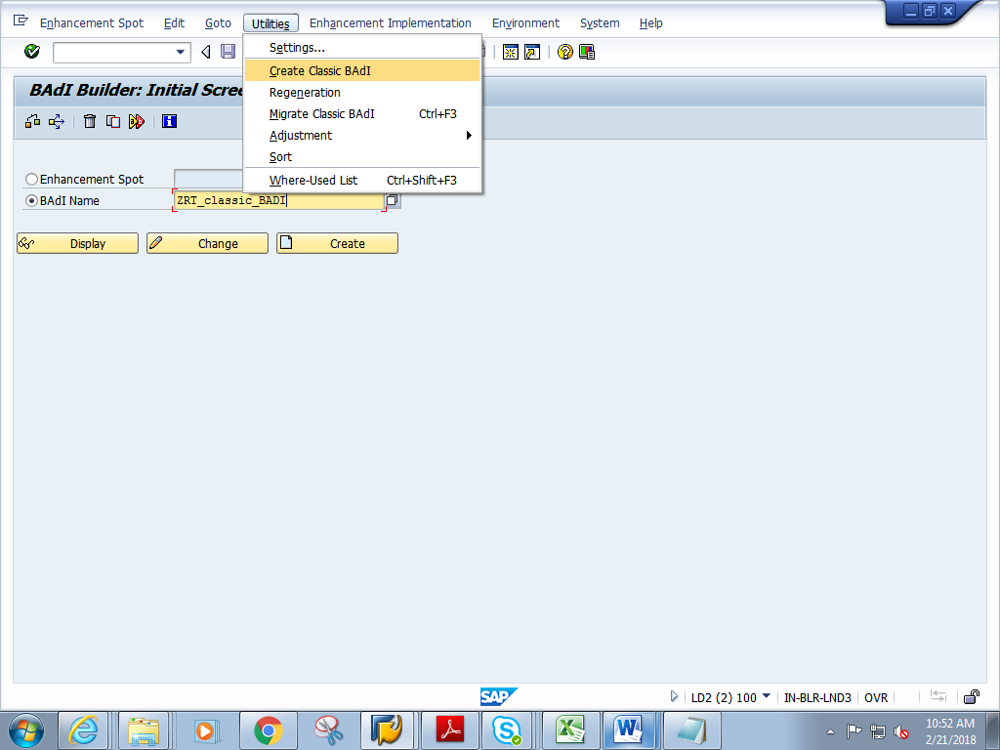 Enhancement Spot Edit Goto Utilities Enhancement Implementation Environment System Help
Settings...
Create Classic BAdI
BAdI Builder: Initial Scree
Regeneration
Migrate Classic BAdI Ctrl+F3
Adjustment
Sort
Where-Used List Ctrl+Shift+F3
Enhancement Spot
BAdI Name ZRT_classic_BADI
Display Change Create
SAP LD2 (2) 100 IN-BLR-LND3 OVR
10:52 AM
2/21/2018